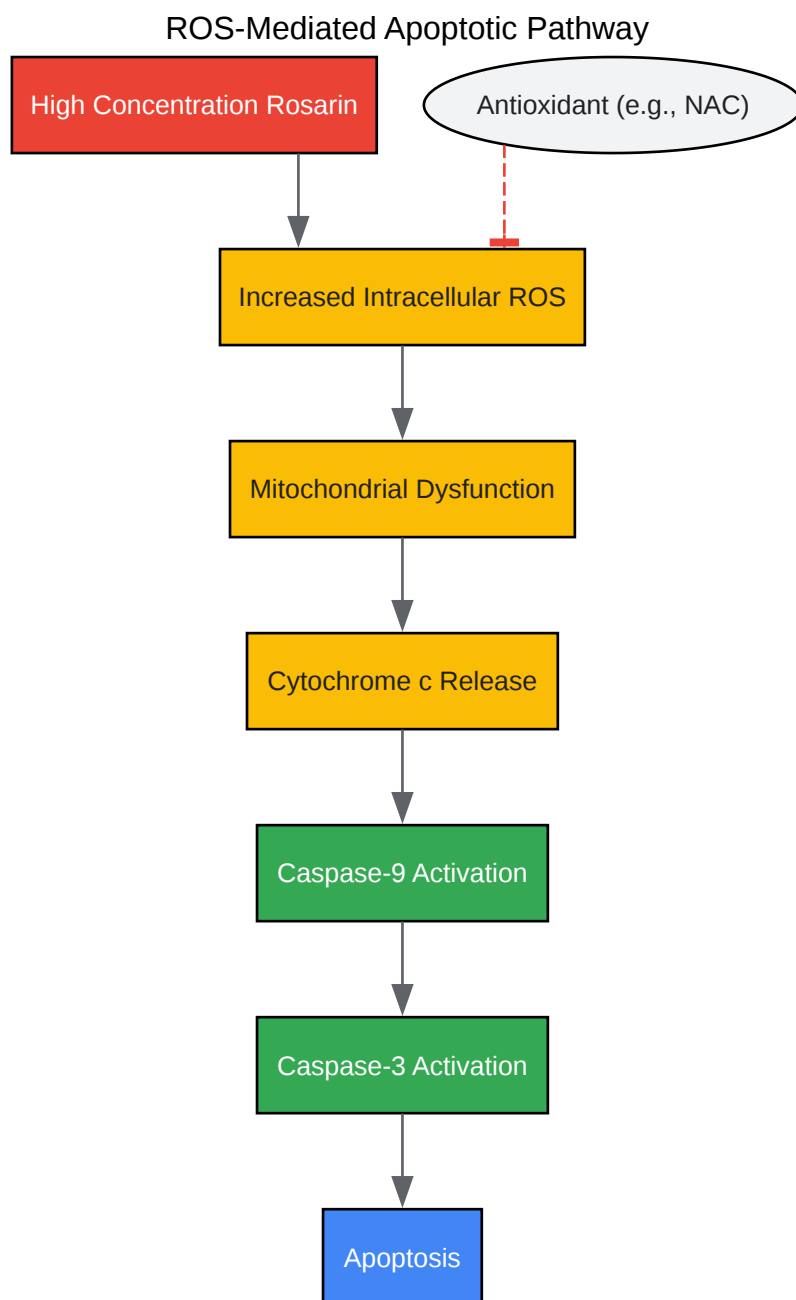 ROS-Mediated Apoptotic Pathway
High Concentration Rosarin
Antioxidant (e.g., NAC)
Increased Intracellular ROS
Mitochondrial Dysfunction
Cytochrome c Release
Caspase-9 Activation
Caspase-3 Activation
Apoptosis